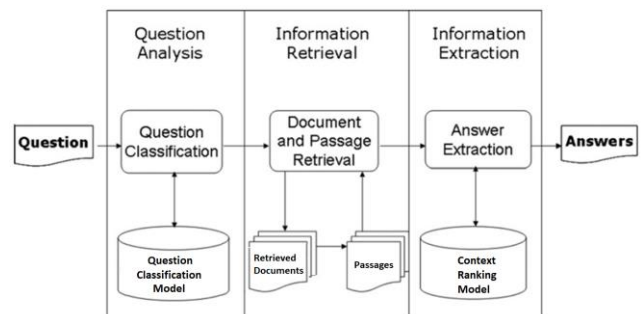 Question
Analysis
Information
Retrieval
Information
Extraction
Question
Question
Classification
Document
and Passage
Retrieval
Answer
Extraction
Answers
Question
Classification
Model
Retrieved
Documents
Passages
Context
Ranking
Model